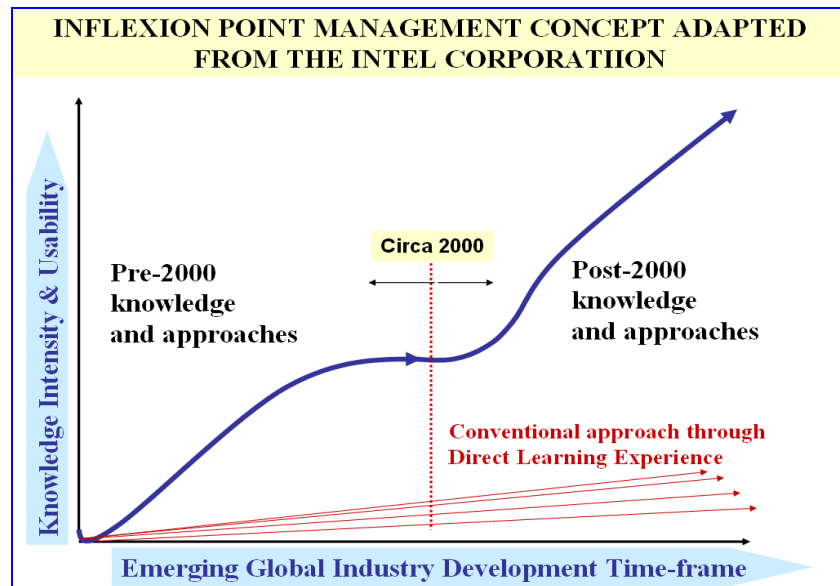 INFLEXION POINT MANAGEMENT CONCEPT ADAPTED
FROM THE INTEL CORPORATIION
Knowledge Intensity & Usability
Pre-2000
knowledge
and approaches
Circa 2000
Post-2000
knowledge
and approaches
Conventional approach through
Direct Learning Experience
Emerging Global Industry Development Time-frame